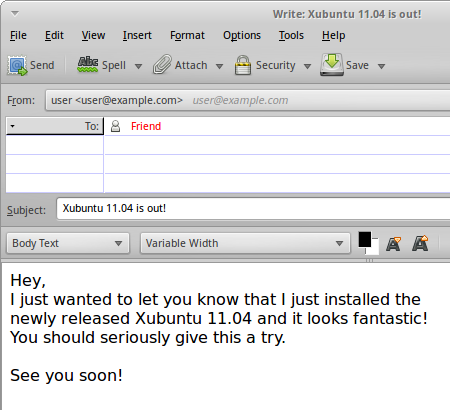 Write: Xubuntu 11.04 is out!
File Edit View Insert Format Options Tools Help
Send Abc Spell Attach Security Save
From: user <user@example.com> user@example.com
To: Friend
Subject: Xubuntu 11.04 is out!
Body Text Variable Width A A
Hey,
I just wanted to let you know that I just installed the
newly released Xubuntu 11.04 and it looks fantastic!
You should seriously give this a try.
See you soon!